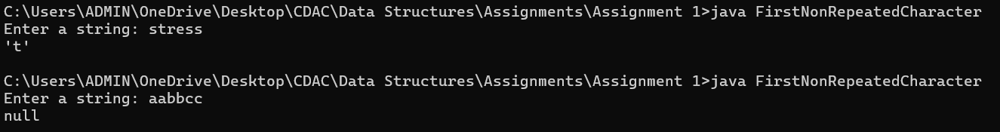 C:\Users\ADMIN\OneDrive\Desktop\CDAC\Data Structures\Assignments\Assignment 1>java FirstNonRepeatedCharacter
Enter a string: stress
't'
C:\Users\ADMIN\OneDrive\Desktop\CDAC\Data Structures\Assignments\Assignment 1>java FirstNonRepeatedCharacter
Enter a string: aabbcc
null